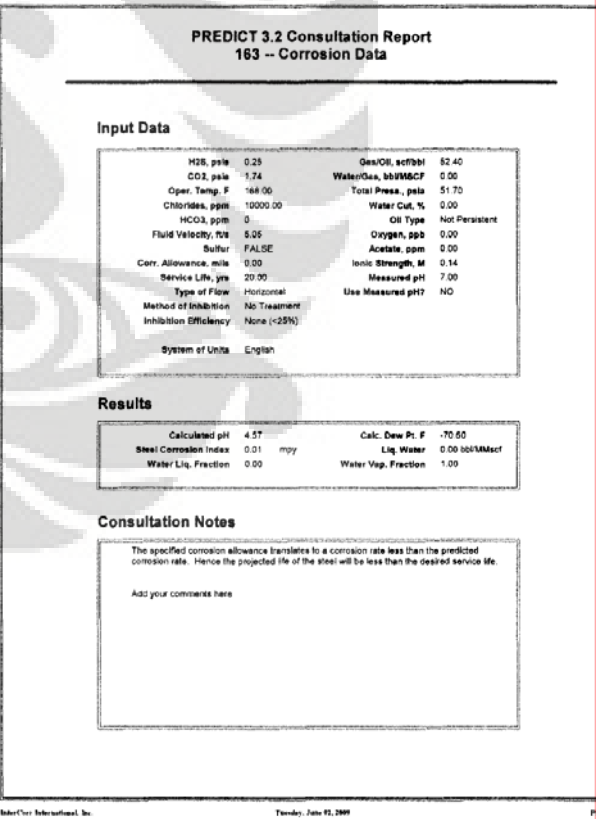 PREDICT 3.2 Consultation Report
163 -- Corrosion Data
Input Data
H2S, psia 0.25 Gas/Oil, scf/bbl 52.40
CO2, psia 1.74 Water/Gas, bbl/MSCF 0.00
Oper. Temp. F 168.00 Total Press., psia 51.70
Chlorides, ppm 10000.00 Water Cut, % 0.00
HCO3, ppm 0 Oil Type Not Persistent
Fluid Velocity, ft/s 5.05 Oxygen, ppb 0.00
Sulfur FALSE Acetate, ppm 0.00
Corr. Allowance, mils 0.00 Ionic Strength, M 0.14
Service Life, yrs 20.00 Measured pH 7.00
Type of Flow Horizontal Use Measured pH? NO
Method of Inhibition No Treatment
Inhibition Efficiency None (<25%)
System of Units English
Results
Calculated pH 4.57 Calc. Dew Pt. F -70.60
Steel Corrosion Index 0.01 mpy Liq. Water 0.00 bbl/MMscf
Water Liq. Fraction 0.00 Water Vap. Fraction 1.00
Consultation Notes
The specified corrosion allowance translates to a corrosion rate less than the predicted
corrosion rate. Hence the projected life of the steel will be less than the desired service life.
Add your comments here
InterCorr International, Inc. Tuesday, June 02, 2009 P